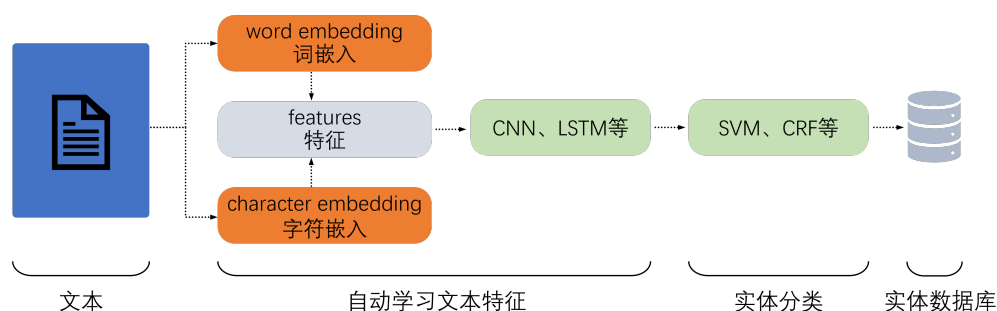 word embedding
词嵌入
features
特征
character embedding
字符嵌入
CNN、LSTM等
SVM、CRF等
文本
自动学习文本特征
实体分类
实体数据库